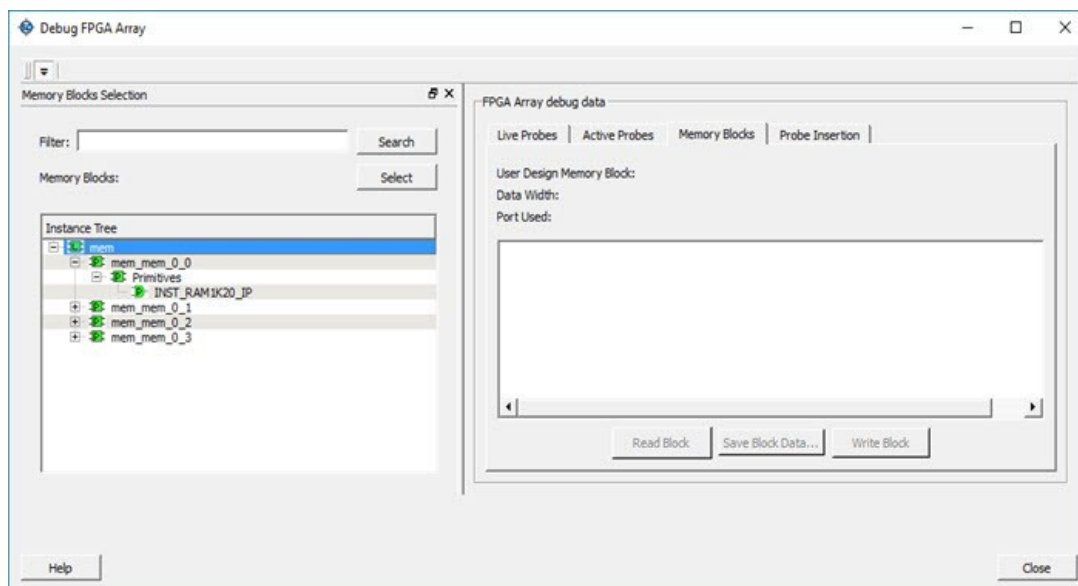 Debug FPGA Array
Memory Blocks Selection
Filter:
Search
Memory Blocks:
Select
Instance Tree
L
mem
P
mem_mem_0_0
P
Primitives
P
INST_RAM1K20_IP
P
mem_mem_0_1
P
mem_mem_0_2
P
mem_mem_0_3
FPGA Array debug data
Live Probes
Active Probes
Memory Blocks
Probe Insertion
User Design Memory Block:
Data Width:
Port Used:
Read Block
Save Block Data...
Write Block
Help
Close